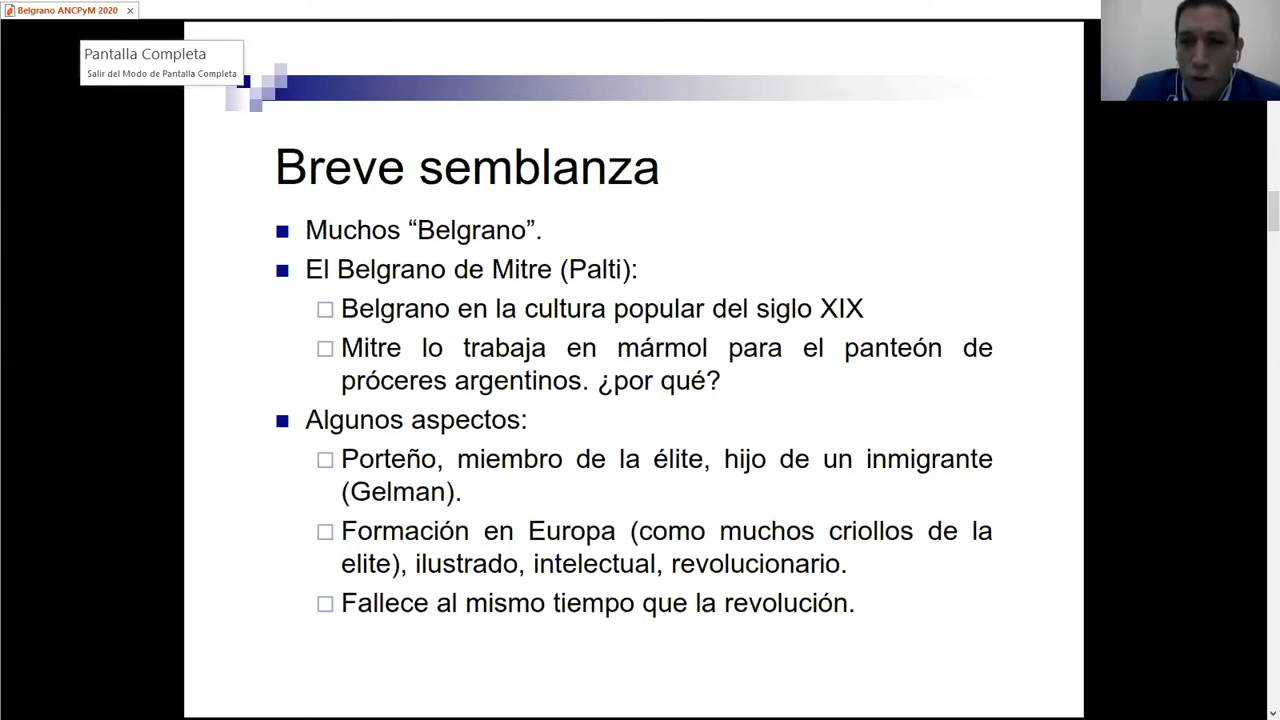 Belgrano ANCPyM 2020
Pantalla Completa
Salir del Modo de Pantalla Completa
Breve semblanza
Muchos “Belgrano”.
El Belgrano de Mitre (Palti):
Belgrano en la cultura popular del siglo XIX
Mitre lo trabaja en mármol para el panteón de
próceres argentinos. ¿por qué?
Algunos aspectos:
Porteño, miembro de la élite, hijo de un inmigrante
(Gelman).
Formación en Europa (como muchos criollos de la
elite), ilustrado, intelectual, revolucionario.
Fallece al mismo tiempo que la revolución.